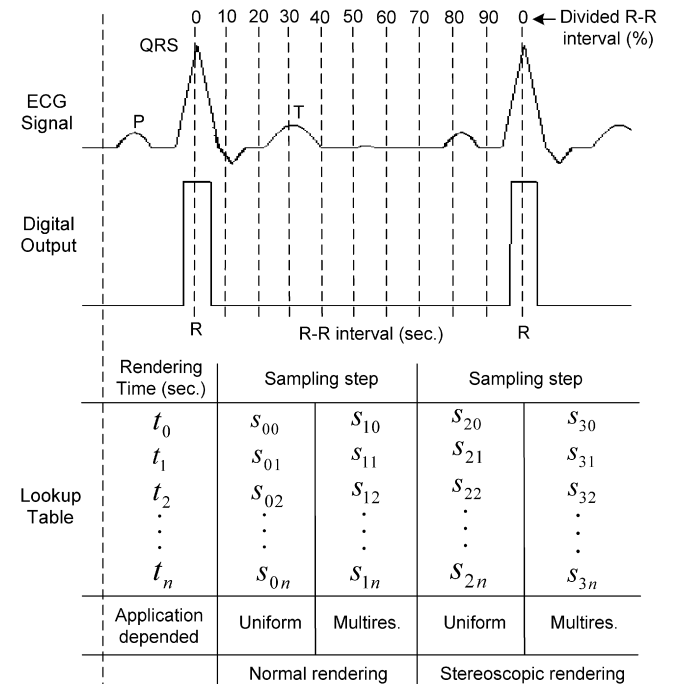 0 10 20 30 40 50 60 70 80 90 0 Divided R-R
interval (%)
QRS
ECG
Signal
P
T
Digital
Output
R
R-R interval (sec.)
R
Rendering
Time (sec.)
Sampling step
Sampling step
t0 s00 s10 s20 s30
t1 s01 s11 s21 s31
Lookup
Table
t2 s02 s12 s22 s32
tn s0n s1n s2n s3n
Application
depended
Uniform Multires. Uniform Multires.
Normal rendering Stereoscopic rendering